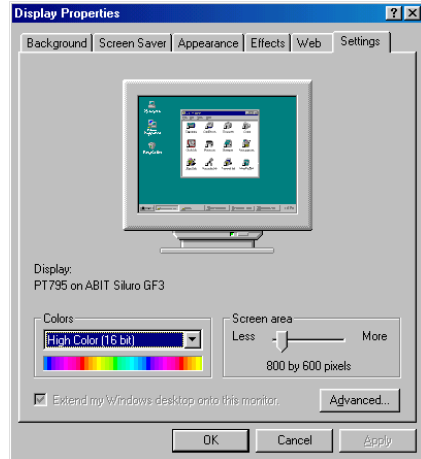 Display Properties
Background Screen Saver Appearance Effects Web Settings
Display:
PT795 on ABIT Siluro GF3
Colors
High Color (16 bit)
Screen area
Less More
800 by 600 pixels
Extend my Windows desktop onto this monitor.
Advanced...
OK Cancel Apply